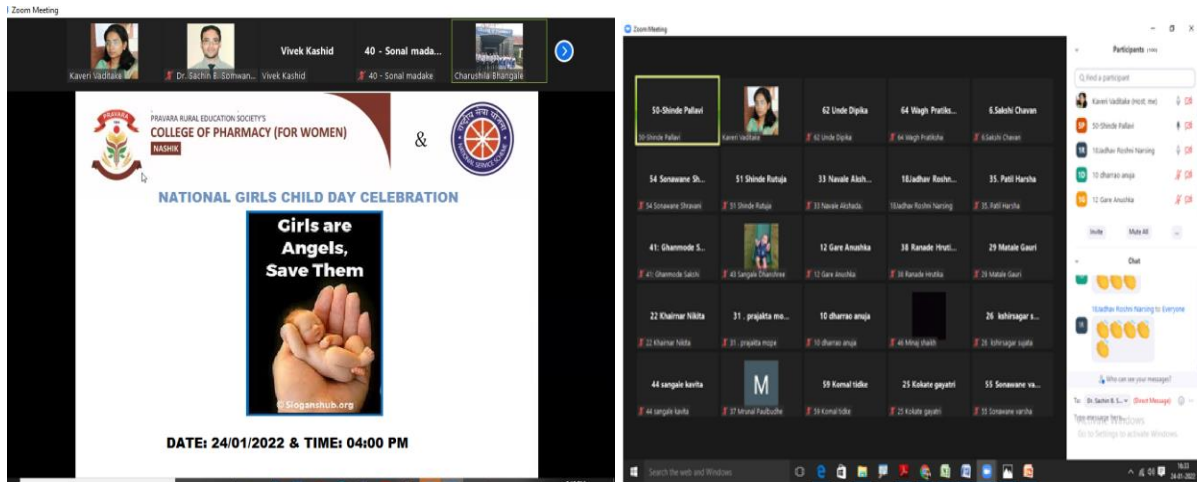 Zoom Meeting
Vivek Kashid
40 - Sonal mada...
Kaveri Vaditake
Dr. Sachin B. Somwan...
Vivek Kashid
40 - Sonal madake
Charushila Bhangale
PRAVARA RURAL EDUCATION SOCIETY'S
COLLEGE OF PHARMACY (FOR WOMEN)
NASHIK
&
NATIONAL GIRLS CHILD DAY CELEBRATION
Girls are
Angels,
Save Them
© Sloganshub.org
DATE: 24/01/2022 & TIME: 04:00 PM
Zoom Meeting
50-Shinde Pallavi
62 Unde Dipika
64 Wagh Pratiks...
6.Sakshi Chavan
50-Shinde Pallavi
Kaveri Vaditake
62 Unde Dipika
64 Wagh Pratiksha
6.Sakshi Chavan
54 Sonawane Sh...
51 Shinde Rutuja
33 Navale Aksh...
18Jadhav Roshn...
35. Patil Harsha
54 Sonawane Shravani
51 Shinde Rutuja
33 Navale Akshada
18Jadhav Roshni Narsing
35. Patil Harsha
41: Ghanmode S...
12 Gare Anushka
38 Ranade Hruti...
29 Matale Gauri
41: Ghanmode Sakshi
43 Sangale Dhanshree
12 Gare Anushka
38 Ranade Hrutika
29 Matale Gauri
22 Khairnar Nikita
31 . prajakta mo...
10 dharrao anuja
26 kshirsagar s...
22 Khairnar Nikita
31 . prajakta mope
10 dharrao anuja
46 Minaj shaikh
26 kshirsagar sujata
44 sangale kavita
M
59 Komal tidke
25 Kokate gayatri
55 Sonawane va...
44 sangale kavita
37 Mrunal Paulbudhe
59 Komal tidke
25 Kokate gayatri
55 Sonawane varsha
Participants
Find a participant
Kaveri Vaditake (Host, me)
SP 50-Shinde Pallavi
1R 18Jadhav Roshni Narsing
1D 10 dharrao anuja
1G 12 Gare Anushka
Invite
Mute All
...
Chat
18Jadhav Roshni Narsing to Everyone
1R
Who can see your messages?
To: Dr. Sachin B. S... (Direct Message)
Type message here...
Activate Windows
Go to Settings to activate Windows.
Search the web and Windows
16:33
24-01-2022